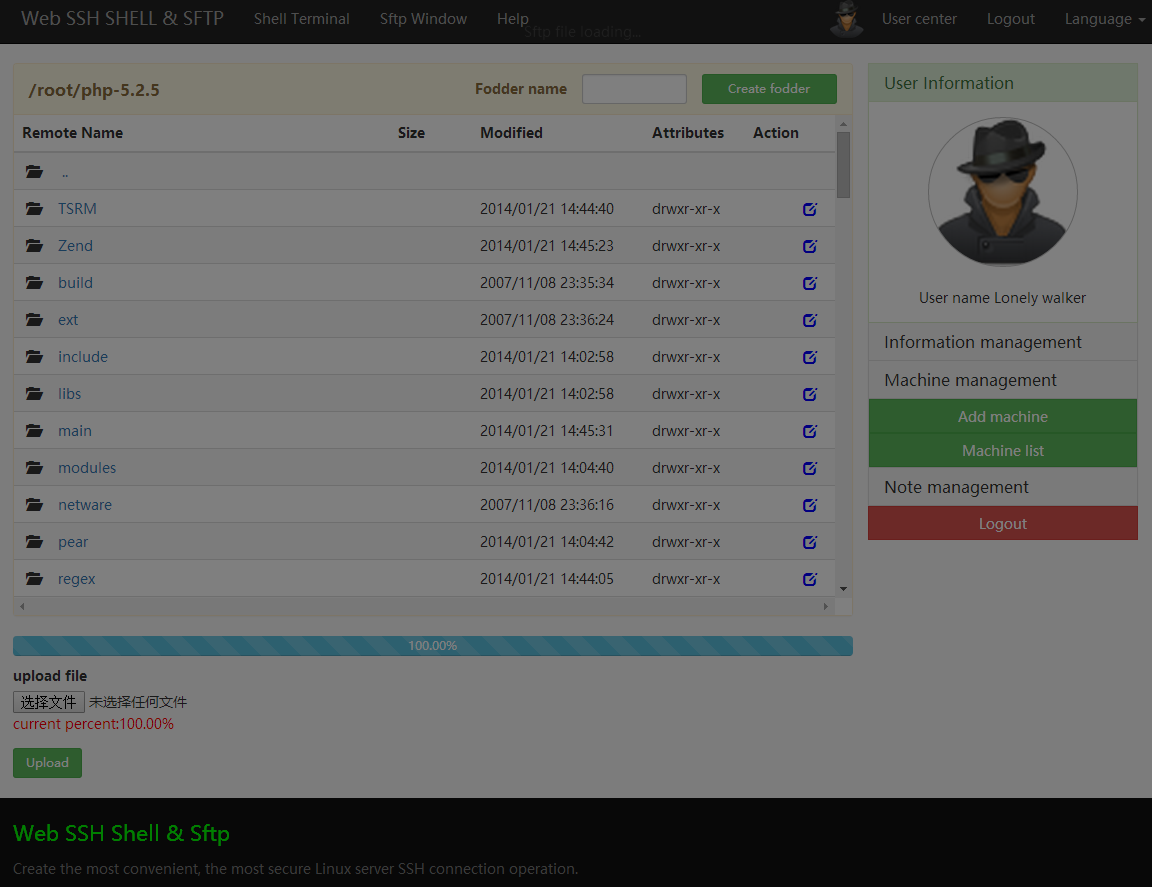 Web SSH SHELL & SFTP Shell Terminal Sftp Window Help User center Logout Language
Sftp file loading...
/root/php-5.2.5 Fodder name Create fodder
Remote Name Size Modified Attributes Action
..
TSRM 2014/01/21 14:44:40 drwxr-xr-x
Zend 2014/01/21 14:45:23 drwxr-xr-x
build 2007/11/08 23:35:34 drwxr-xr-x
ext 2007/11/08 23:36:24 drwxr-xr-x
include 2014/01/21 14:02:58 drwxr-xr-x
libs 2014/01/21 14:02:58 drwxr-xr-x
main 2014/01/21 14:45:31 drwxr-xr-x
modules 2014/01/21 14:04:40 drwxr-xr-x
netware 2007/11/08 23:36:16 drwxr-xr-x
pear 2014/01/21 14:04:42 drwxr-xr-x
regex 2014/01/21 14:44:05 drwxr-xr-x
100.00%
upload file
选择文件 未选择任何文件
current percent:100.00%
Upload
User Information
User name Lonely walker
Information management
Machine management
Add machine
Machine list
Note management
Logout
Web SSH Shell & Sftp
Create the most convenient, the most secure Linux server SSH connection operation.